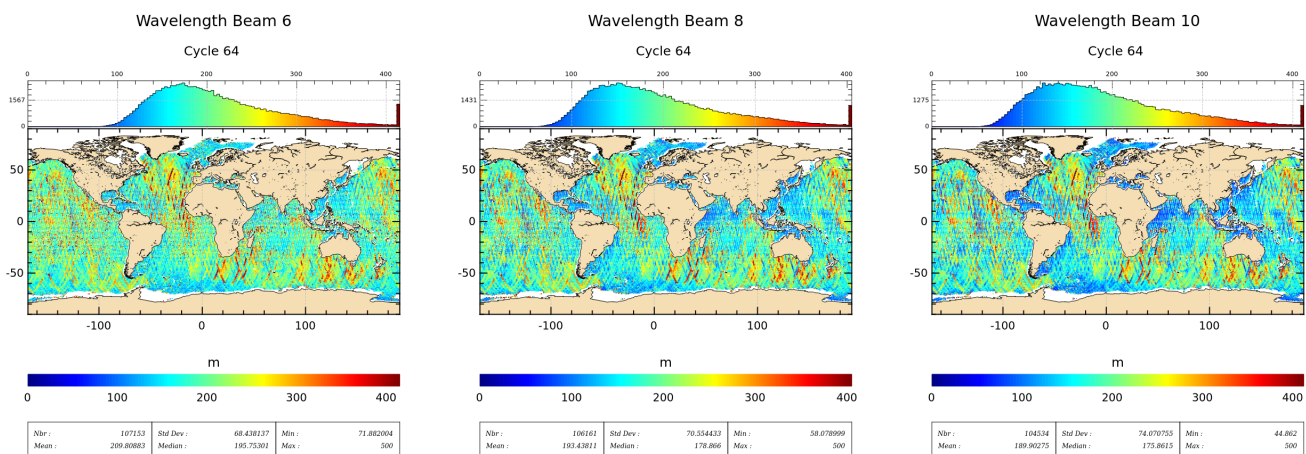 Wavelength Beam 6
Cycle 64
0 100 200 300 400
1567
0
50
0
-50
-100 0 100
m
0 100 200 300 400
Nbr : 107153 Std Dev : 68.438137 Min : 71.882004
Mean : 209.80883 Median : 195.75301 Max : 500
Wavelength Beam 8
Cycle 64
0 100 200 300 400
1431
0
50
0
-50
-100 0 100
m
0 100 200 300 400
Nbr : 106161 Std Dev : 70.554433 Min : 58.078999
Mean : 193.43811 Median : 178.866 Max : 500
Wavelength Beam 10
Cycle 64
0 100 200 300 400
1275
0
50
0
-50
-100 0 100
m
0 100 200 300 400
Nbr : 104534 Std Dev : 74.070755 Min : 44.862
Mean : 189.90275 Median : 175.8615 Max : 500